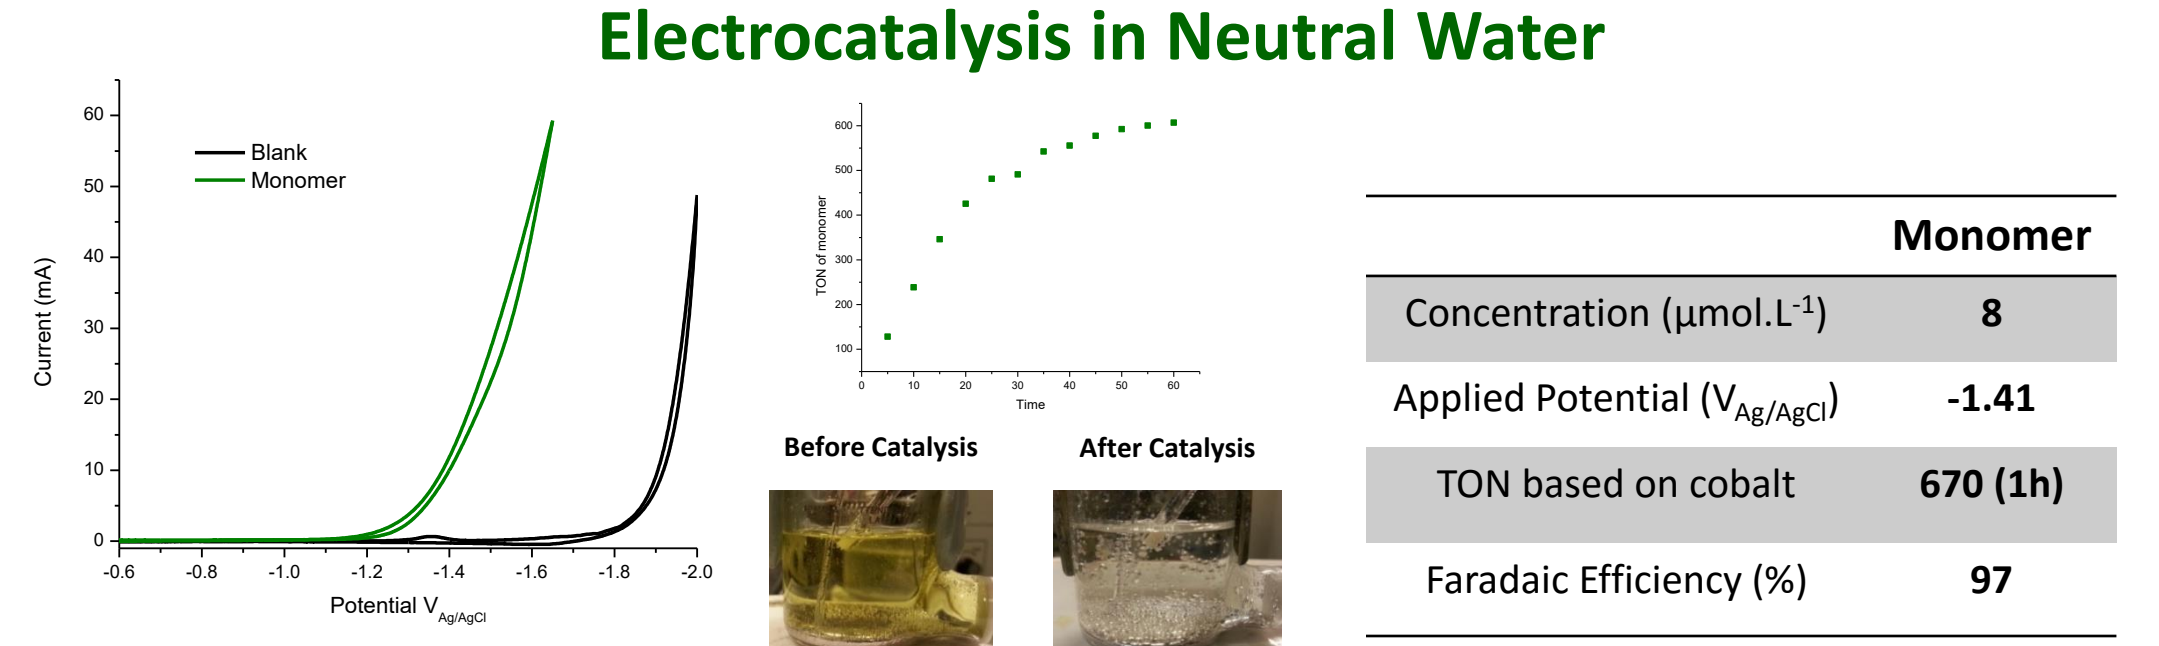 Electrocatalysis in Neutral Water
60
50
40
30
20
10
0
Current (mA)
Blank
Monomer
-0.6 -0.8 -1.0 -1.2 -1.4 -1.6 -1.8 -2.0
Potential V Ag/AgCl
600
500
400
300
200
100
TON of monomer
0 10 20 30 40 50 60
Time
Before Catalysis
After Catalysis
mm
Monomer
Concentration (µmol.L-1) 8
Applied Potential (VAg/AgCl) -1.41
TON based on cobalt 670 (1h)
Faradaic Efficiency (%) 97